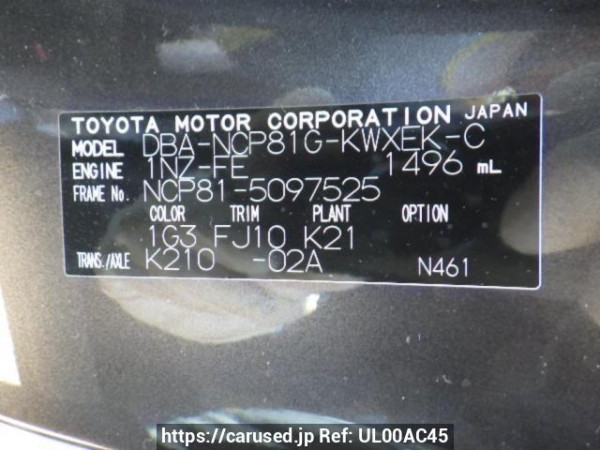 TOYOTA MOTOR CORPORATION JAPAN
MODEL DBA-NCP81G-KWXEK-C
ENGINE 1NZ-FE 1496 mL
FRAME No. NCP81-5097525
COLOR TRIM PLANT OPTION
1G3 FJ10 K21
TRANS./AXLE K210 -02A N461
https://carused.jp Ref: UL00AC45